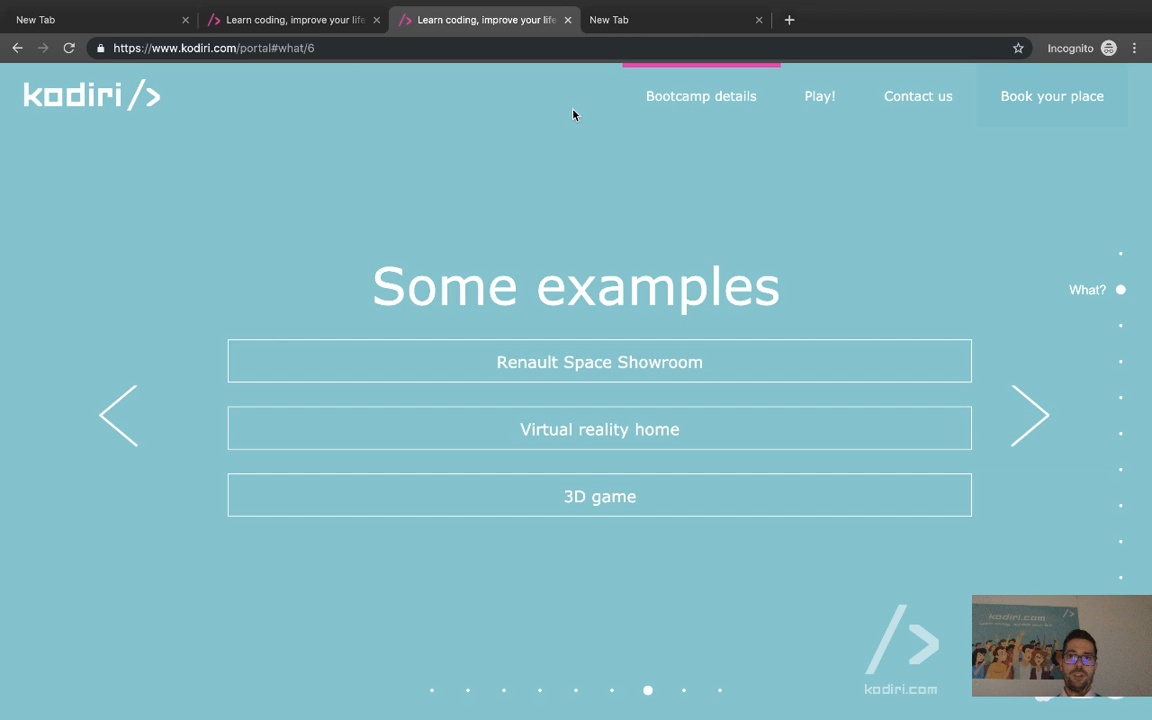 New Tab
Learn coding, improve your life
Learn coding, improve your life
New Tab
https://www.kodiri.com/portal#what/6
Incognito
kodiri />
Bootcamp details
Play!
Contact us
Book your place
Some examples
What?
Renault Space Showroom
Virtual reality home
3D game
/>
kodiri.com
kodiri.com